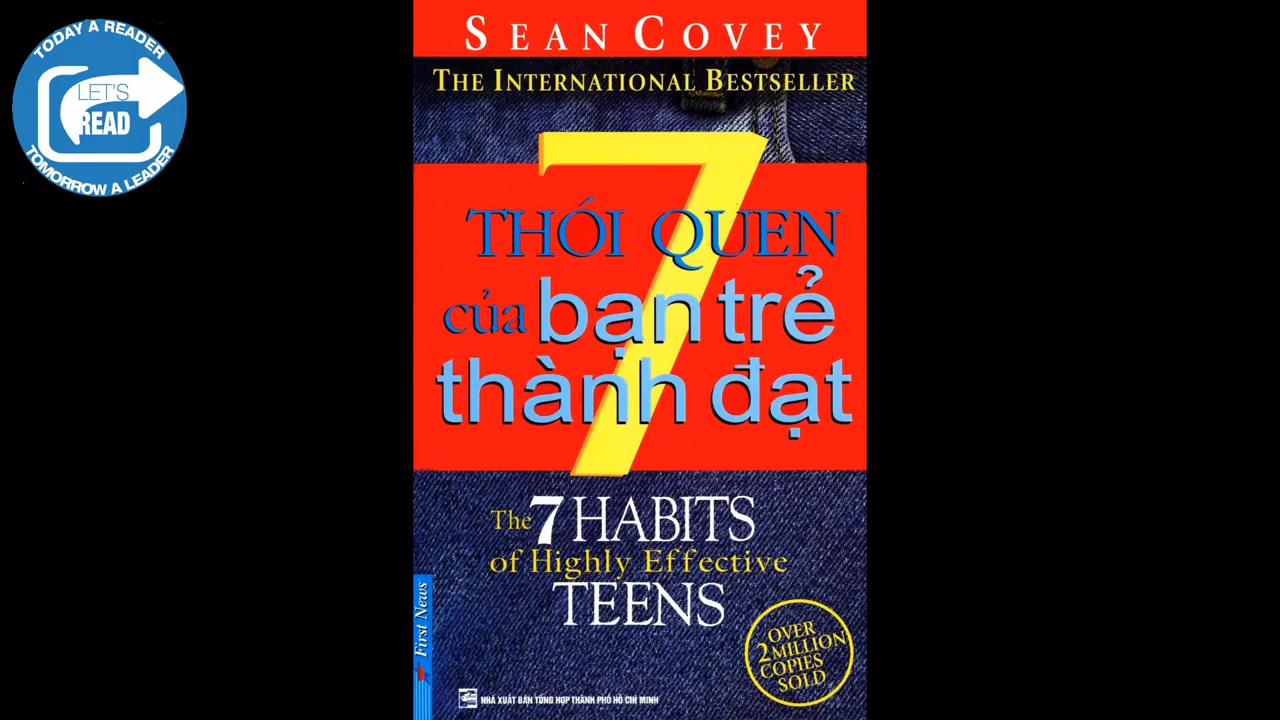 TODAY A READER
LET'S
READ
TOMORROW A LEADER
SEAN COVEY
THE INTERNATIONAL BESTSELLER
7
THÓI QUEN
của bạn trẻ
thành đạt
The 7 HABITS
of Highly Effective
TEENS
OVER
2 MILLION
COPIES
SOLD
First News
NHÀ XUẤT BẢN TỔNG HỢP THÀNH PHỐ HỒ CHÍ MINH